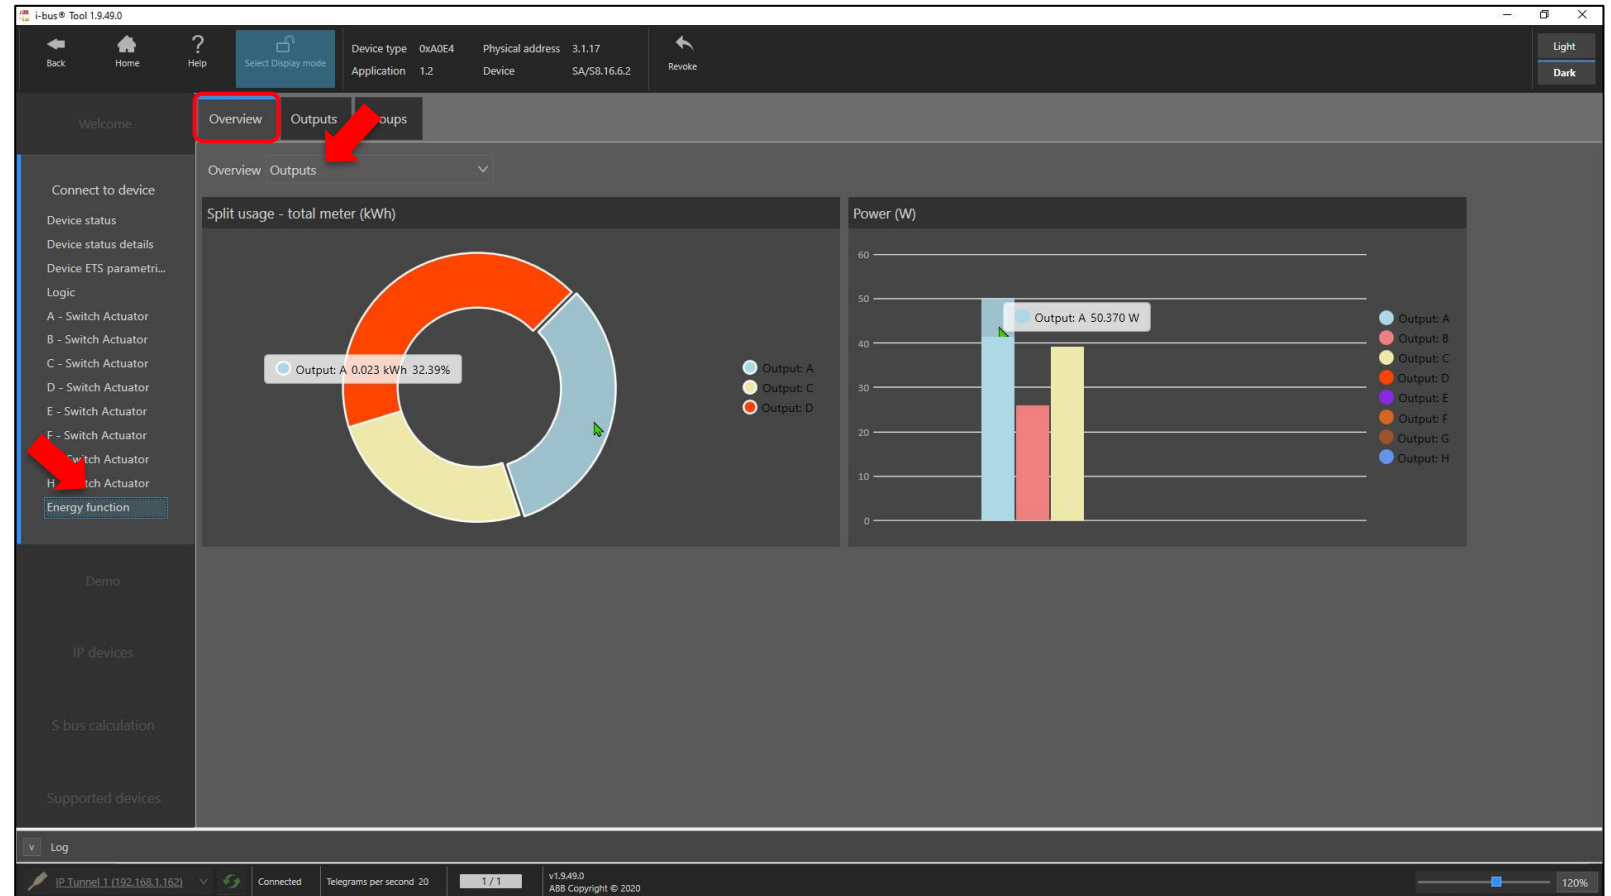 i-bus® Tool 1.9.49.0
Back
Home
Help
Select Display mode
Device type 0xA0E4
Physical address 3.1.17
Application 1.2
Device SA/S8.16.6.2
Revoke
Light
Dark
Welcome
Overview
Outputs
oups
Overview Outputs
Connect to device
Device status
Device status details
Device ETS parametri...
Logic
A - Switch Actuator
B - Switch Actuator
C - Switch Actuator
D - Switch Actuator
E - Switch Actuator
F - Switch Actuator
Switch Actuator
H tch Actuator
Energy function
Demo
IP devices
S bus calculation
Supported devices
Split usage - total meter (kWh)
Output: A 0.023 kWh 32.39%
Output: A
Output: C
Output: D
Power (W)
60
50
40
30
20
10
0
Output: A 50.370 W
Output: A
Output: B
Output: C
Output: D
Output: E
Output: F
Output: G
Output: H
v Log
IP Tunnel 1 (192.168.1.162)
Connected
Telegrams per second 20
1 / 1
v1.9.49.0
ABB Copyright © 2020
120%